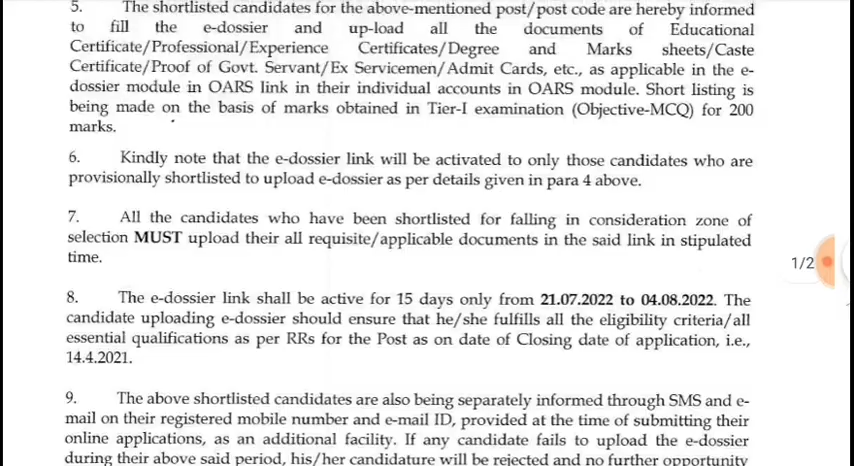 5. The shortlisted candidates for the above-mentioned post/post code are hereby informed
to fill the e-dossier and up-load all the documents of Educational
Certificate/Professional/Experience Certificates/Degree and Marks sheets/Caste
Certificate/Proof of Govt. Servant/Ex Servicemen/Admit Cards, etc., as applicable in the e-
dossier module in OARS link in their individual accounts in OARS module. Short listing is
being made on the basis of marks obtained in Tier-I examination (Objective-MCQ) for 200
marks.
6. Kindly note that the e-dossier link will be activated to only those candidates who are
provisionally shortlisted to upload e-dossier as per details given in para 4 above.
7. All the candidates who have been shortlisted for falling in consideration zone of
selection MUST upload their all requisite/applicable documents in the said link in stipulated
time.
1/2
8. The e-dossier link shall be active for 15 days only from 21.07.2022 to 04.08.2022. The
candidate uploading e-dossier should ensure that he/she fulfills all the eligibility criteria/all
essential qualifications as per RRs for the Post as on date of Closing date of application, i.e.,
14.4.2021.
9. The above shortlisted candidates are also being separately informed through SMS and e-
mail on their registered mobile number and e-mail ID, provided at the time of submitting their
online applications, as an additional facility. If any candidate fails to upload the e-dossier
during their above said period, his/her candidature will be rejected and no further opportunity